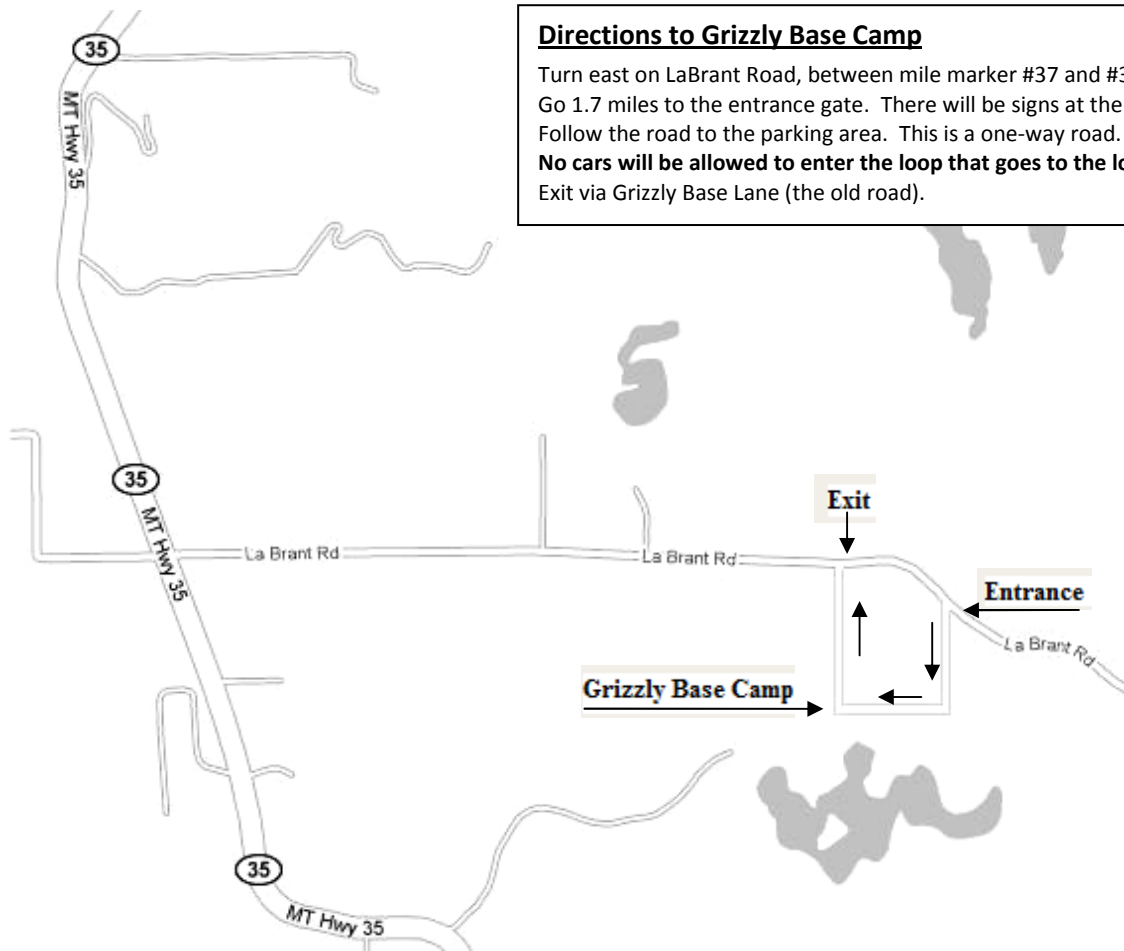 Directions to Grizzly Base Camp
Turn east on LaBrant Road, between mile marker #37 and
Go 1.7 miles to the entrance gate. There will be signs at the
Follow the road to the parking area. This is a one-way road.
No cars will be allowed to enter the loop that goes to the
Exit via Grizzly Base Lane (the old road).
35
MT Hwy 35
35
MT Hwy 35
La Brant Rd
La Brant Rd
Exit
Entrance
La Brant Rd
Grizzly Base Camp
35
MT Hwy 35